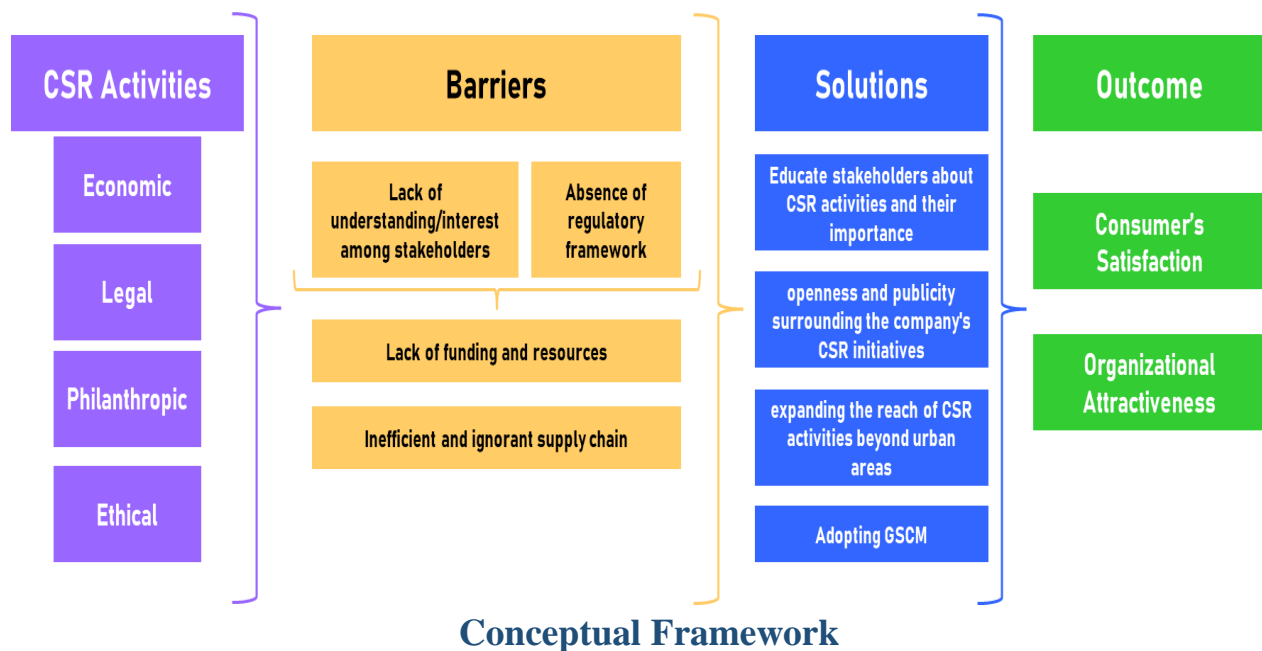 CSR Activities
Economic
Legal
Philanthropic
Ethical
Barriers
Lack of
understanding/interest
among stakeholders
Absence of
regulatory
framework
Lack of funding and resources
Inefficient and ignorant supply chain
Solutions
Educate stakeholders about
CSR activities and their
importance
openness and publicity
surrounding the company's
CSR initiatives
expanding the reach of CSR
activities beyond urban
areas
Adopting GSCM
Outcome
Consumer's
Satisfaction
Organizational
Attractiveness
Conceptual Framework